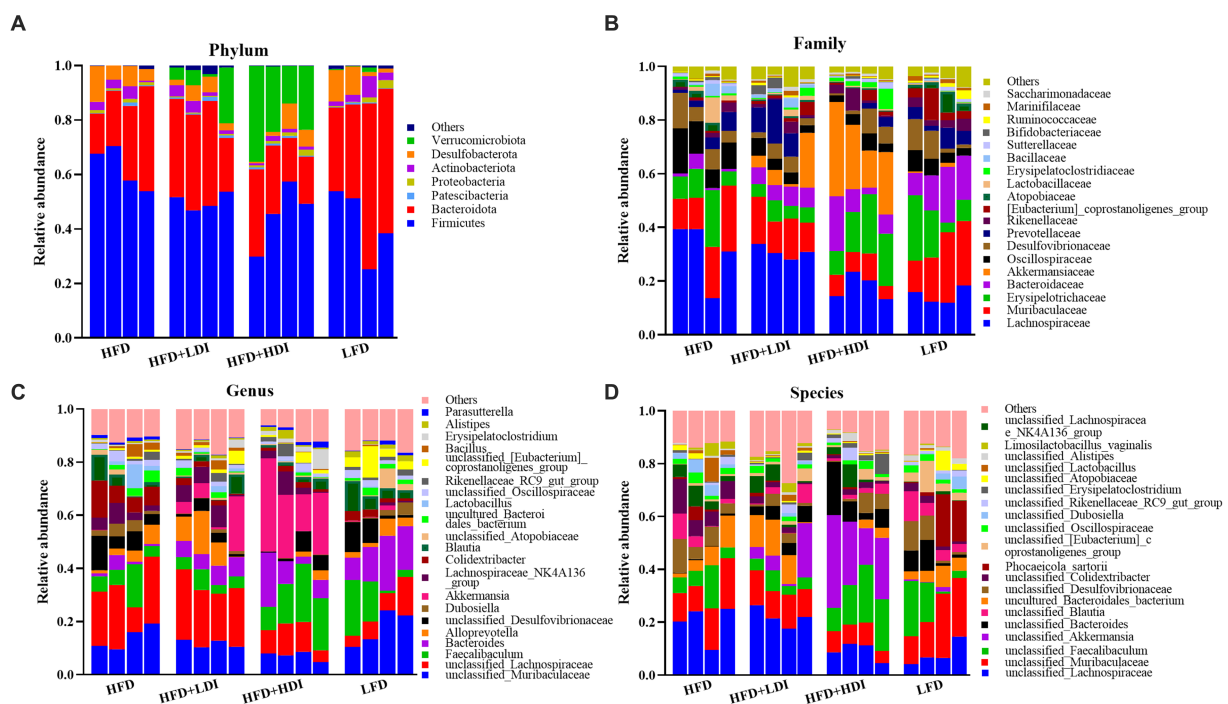 A
Phylum
Relative abundance
1.0
0.8
0.6
0.4
0.2
0.0
HFD
HFD+LDI
HFD+HDI
LFD
Others
Verrucomicrobiota
Desulfobacterota
Actinobacteriota
Proteobacteria
Patescibacteria
Bacteroidota
Firmicutes
B
Family
Relative abundance
1.0
0.8
0.6
0.4
0.2
0.0
HFD
HFD+LDI
HFD+HDI
LFD
Others
Saccharimonadaceae
Marinifilaceae
Ruminococcaceae
Bifidobacteriaceae
Sutterellaceae
Bacillaceae
Erysipelatoclostridiaceae
Lactobacillaceae
Atopobiaceae
[Eubacterium]_coprostanoligenes_group
Rikenellaceae
Prevotellaceae
Desulfovibrionaceae
Oscillospiraceae
Akkermansiaceae
Bacteroidaceae
Erysipelotrichaceae
Muribaculaceae
Lachnospiraceae
C
Genus
Relative abundance
1.0
0.8
0.6
0.4
0.2
0.0
HFD
HFD+LDI
HFD+HDI
LFD
Others
Parasutterella
Alistipes
Erysipelatoclostridium
Bacillus
unclassified_[Eubacterium]_
coprostanoligenes_group
Rikenellaceae_RC9_gut_group
unclassified_Oscillospiraceae
Lactobacillus
uncultured_Bacteroi
dales_bacterium
unclassified_Atopobiaceae
Blautia
Colidextribacter
Lachnospiraceae_NK4A136
_group
Akkermansia
Dubosiella
unclassified_Desulfovibrionaceae
Alloprevotella
Bacteroides
Faecalibaculum
unclassified_Lachnospiraceae
unclassified_Muribaculaceae
D
Species
Relative abundance
1.0
0.8
0.6
0.4
0.2
0.0
HFD
HFD+LDI
HFD+HDI
LFD
Others
unclassified_Lachnospiracea
e_NK4A136_group
Limosilactobacillus_vaginalis
unclassified_Alistipes
unclassified_Lactobacillus
unclassified_Atopobiaceae
unclassified_Erysipelatoclostridium
unclassified_Rikenellaceae_RC9_gut_group
unclassified_Dubosiella
unclassified_Oscillospiraceae
unclassified_[Eubacterium]_c
oprostanoligenes_group
Phocaeicola_sartorii
unclassified_Colidextribacter
unclassified_Desulfovibrionaceae
uncultured_Bacteroidales_bacterium
unclassified_Blautia
unclassified_Bacteroides
unclassified_Akkermansia
unclassified_Faecalibaculum
unclassified_Muribaculaceae
unclassified_Lachnospiraceae